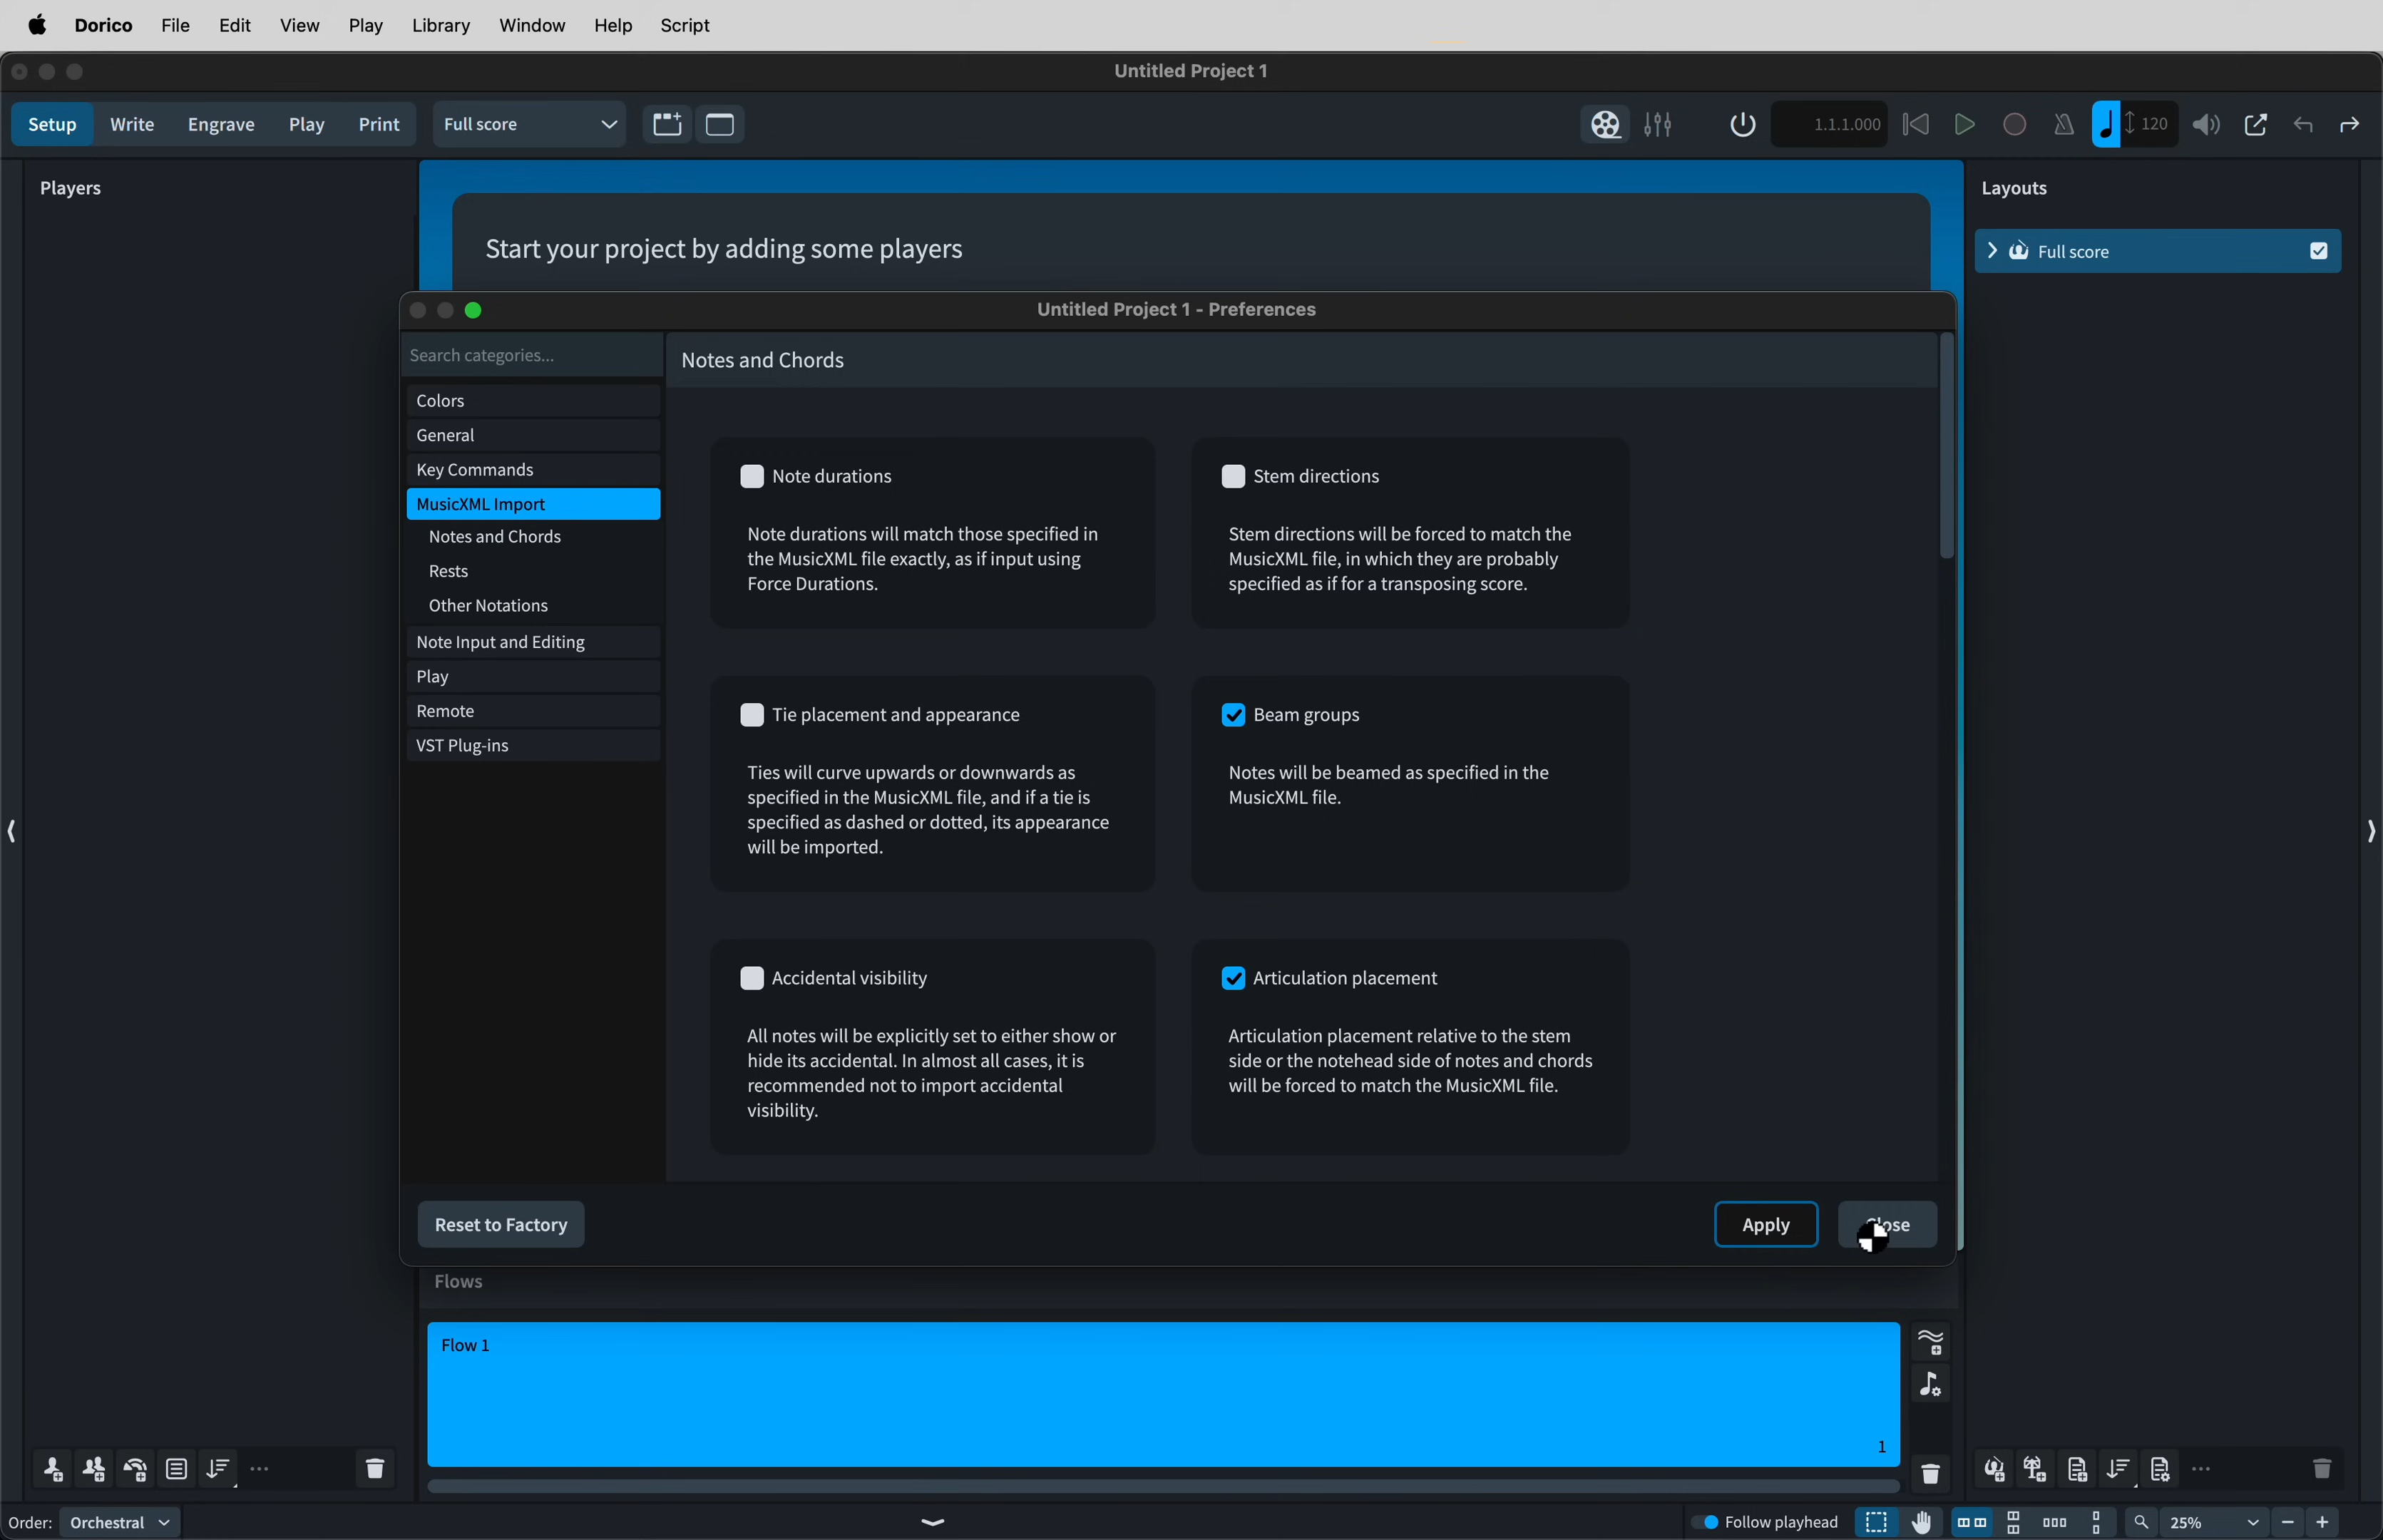 Dorico File Edit View Play Library Window Help Script
Untitled Project 1
Setup Write Engrave Play Print Full score 1.1.1.000 120
Players
Start your project by adding some players
Layouts
Full score
Untitled Project 1 - Preferences
Search categories...
Colors
General
Key Commands
MusicXML Import
Notes and Chords
Rests
Other Notations
Note Input and Editing
Play
Remote
VST Plug-ins
Notes and Chords
Note durations
Note durations will match those specified in
the MusicXML file exactly, as if input using
Force Durations.
Stem directions
Stem directions will be forced to match the
MusicXML file, in which they are probably
specified as if for a transposing score.
Tie placement and appearance
Ties will curve upwards or downwards as
specified in the MusicXML file, and if a tie is
specified as dashed or dotted, its appearance
will be imported.
Beam groups
Notes will be beamed as specified in the
MusicXML file.
Accidental visibility
All notes will be explicitly set to either show or
hide its accidental. In almost all cases, it is
recommended not to import accidental
visibility.
Articulation placement
Articulation placement relative to the stem
side or the notehead side of notes and chords
will be forced to match the MusicXML file.
Reset to Factory
Apply
Close
Flows
Flow 1
1
Order: Orchestral
Follow playhead
25%